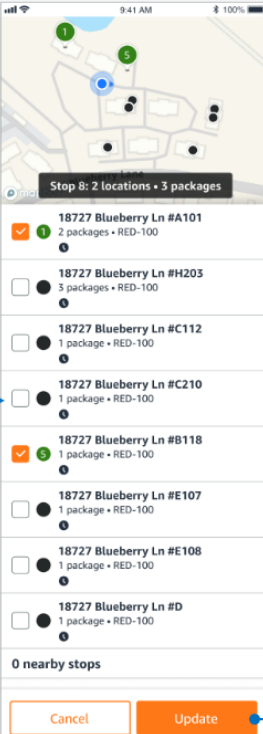 9:41 AM
100%
1
5
Stop 8: 2 locations • 3 packages
18727 Blueberry Ln #A101
1
2 packages • RED-100
18727 Blueberry Ln #H203
3 packages • RED-100
18727 Blueberry Ln #C112
1 package • RED-100
18727 Blueberry Ln #C210
1 package • RED-100
18727 Blueberry Ln #B118
5
1 package • RED-100
18727 Blueberry Ln #E107
1 package • RED-100
18727 Blueberry Ln #E108
1 package • RED-100
18727 Blueberry Ln #D
1 package • RED-100
0 nearby stops
Cancel
Update